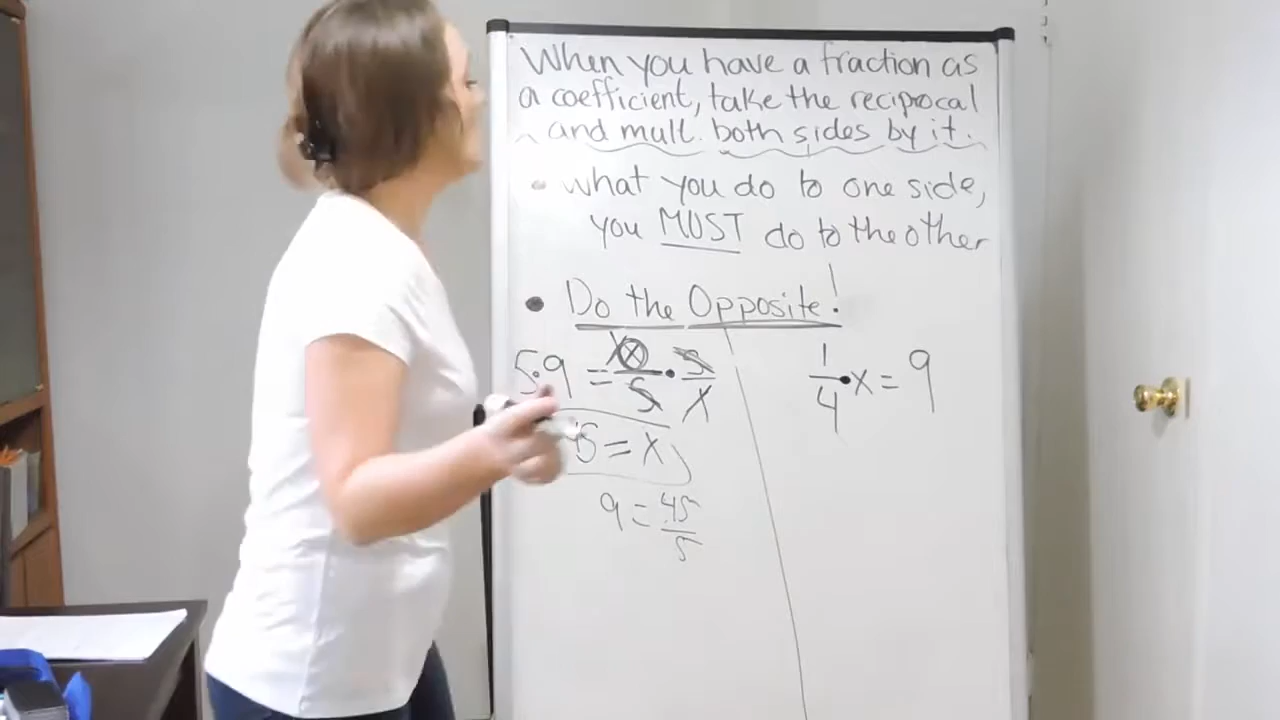 When you have a fraction as
a coefficient, take the reciprocal
and mult. both sides by it.
• what you do to one side,
you MUST do to the other
• Do the Opposite!
5•9 = x/5 • 5/1
5 = x
9 = 45/5
1/4 • x = 9